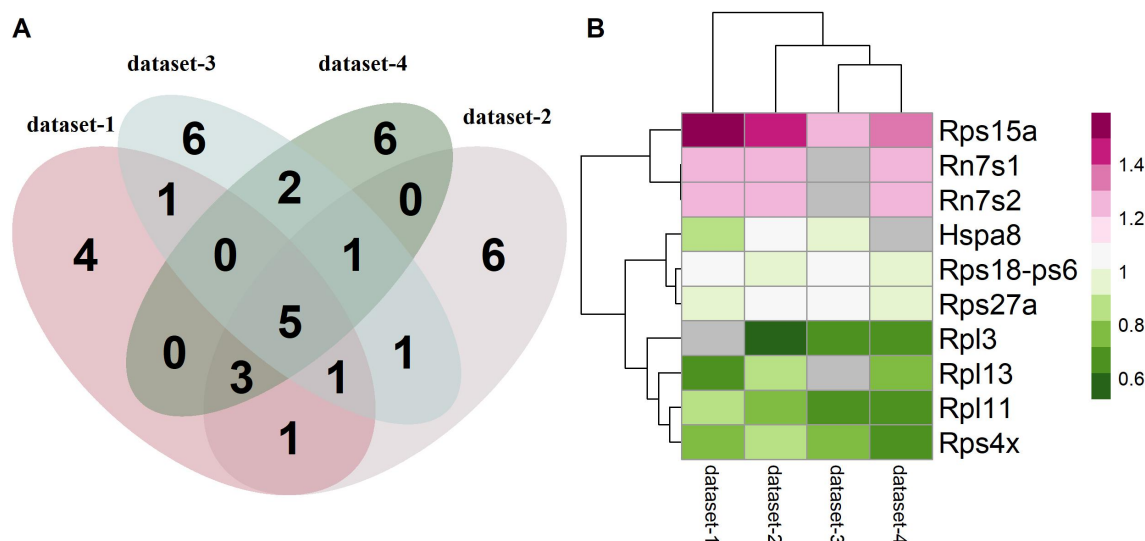 A
dataset-3
dataset-4
dataset-1
dataset-2
6
6
1
2
0
4
0
1
6
5
0
3
1
1
1
B
Rps15a
Rn7s1
Rn7s2
Hspa8
Rps18-ps6
Rps27a
Rpl3
Rpl13
Rpl11
Rps4x
1.4
1.2
1
0.8
0.6
dataset-1
dataset-2
dataset-3
dataset-4